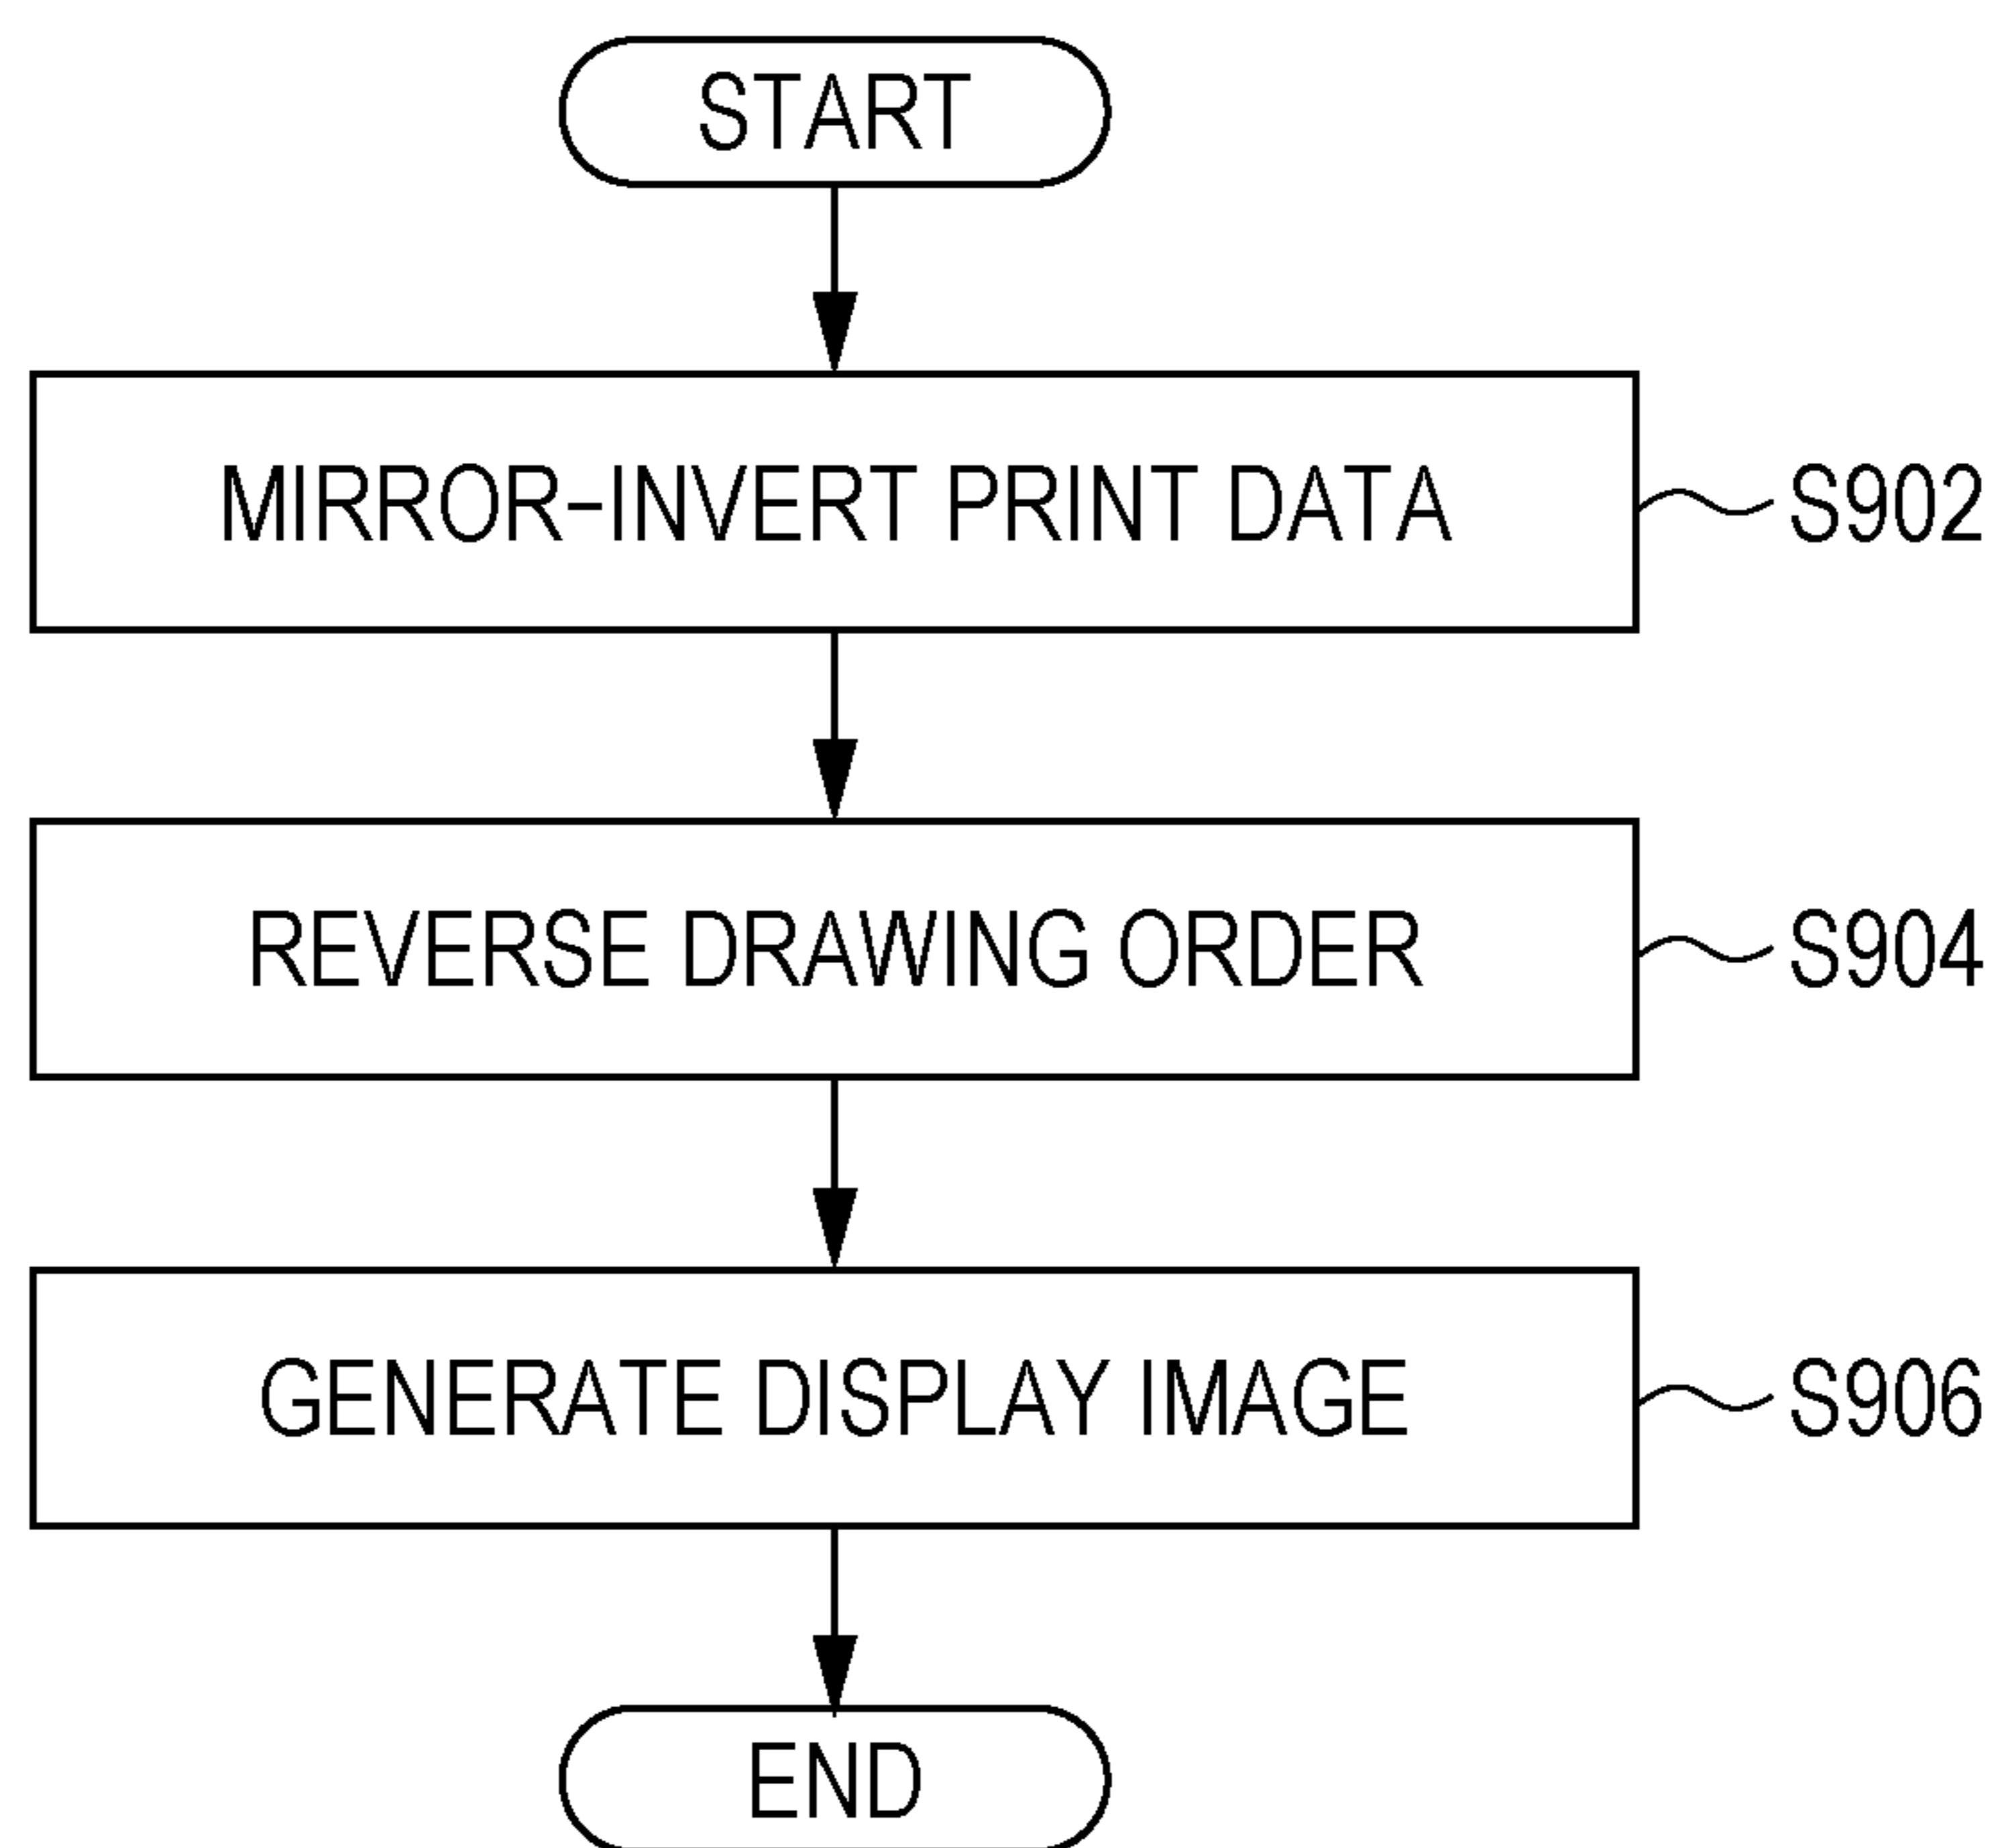 START
MIRROR-INVERT PRINT DATA
S902
REVERSE DRAWING ORDER
S904
GENERATE DISPLAY IMAGE
S906
END